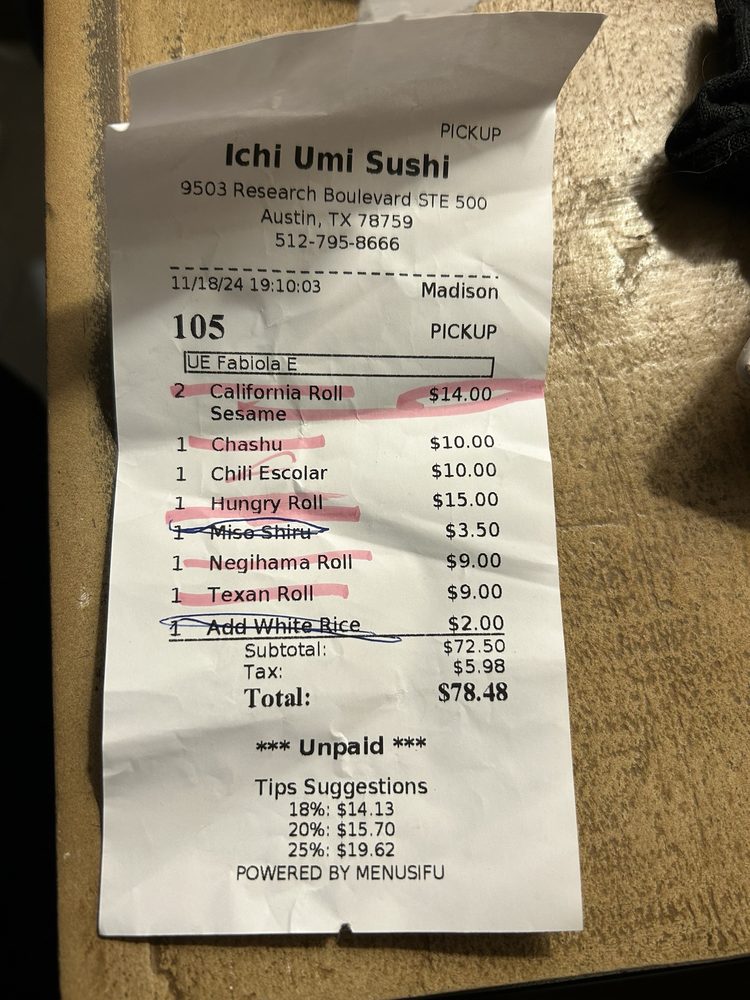 PICKUP
Ichi Umi Sushi
9503 Research Boulevard STE 500
Austin, TX 78759
512-795-8666
11/18/24 19:10:03 Madison
105 PICKUP
UE Fabiola E
2 California Roll $14.00
Sesame
1 Chashu $10.00
1 Chili Escolar $10.00
1 Hungry Roll $15.00
1 Miso Shiru $3.50
1 Negihama Roll $9.00
1 Texan Roll $9.00
1 Add White Rice $2.00
Subtotal: $72.50
Tax: $5.98
Total: $78.48
*** Unpaid ***
Tips Suggestions
18%: $14.13
20%: $15.70
25%: $19.62
POWERED BY MENUSIFU